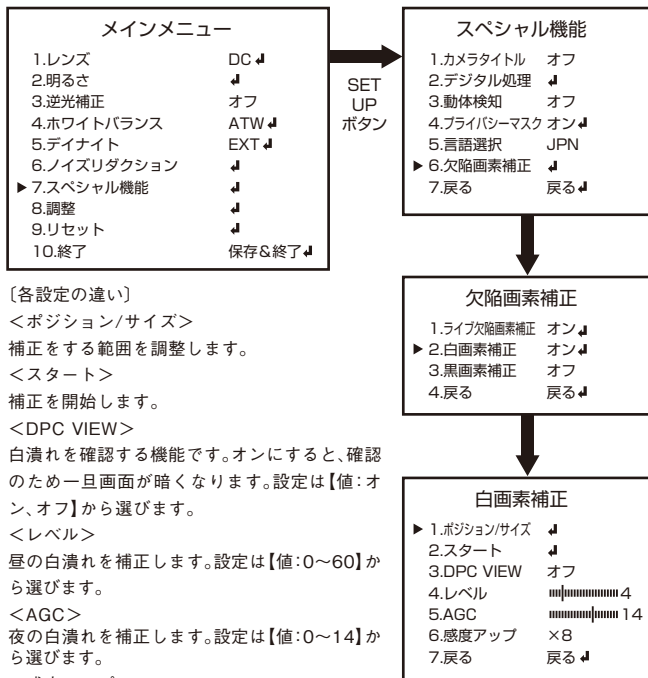 メインメニュー
1.レンズ DC↲
2.明るさ ↲
3.逆光補正 オフ
4.ホワイトバランス ATW↲
5.デイナイト EXT↲
6.ノイズリダクション ↲
▶ 7.スペシャル機能 ↲
8.調整 ↲
9.リセット ↲
10.終了 保存&終了↲
SET
UP
ボタン
スペシャル機能
1.カメラタイトル オフ
2.デジタル処理 ↲
3.動体検知 オフ
4.プライバシーマスク オン↲
5.言語選択 JPN
▶ 6.欠陥画素補正 ↲
7.戻る 戻る↲
欠陥画素補正
1.ライブ欠陥画素補正 オン↲
▶ 2.白画素補正 オン↲
3.黒画素補正 オフ
4.戻る 戻る↲
白画素補正
▶ 1.ポジション/サイズ ↲
2.スタート ↲
3.DPC VIEW オフ
4.レベル 4
5.AGC 14
6.感度アップ ×8
7.戻る 戻る↲
〔各設定の違い〕
<ポジション/サイズ>
補正をする範囲を調整します。
<スタート>
補正を開始します。
<DPC VIEW>
白潰れを確認する機能です。オンにすると、確認
のため一旦画面が暗くなります。設定は【値:オ
ン、オフ】から選びます。
<レベル>
昼の白潰れを補正します。設定は【値:0〜60】か
ら選びます。
<AGC>
夜の白潰れを補正します。設定は【値:0〜14】か
ら選びます。